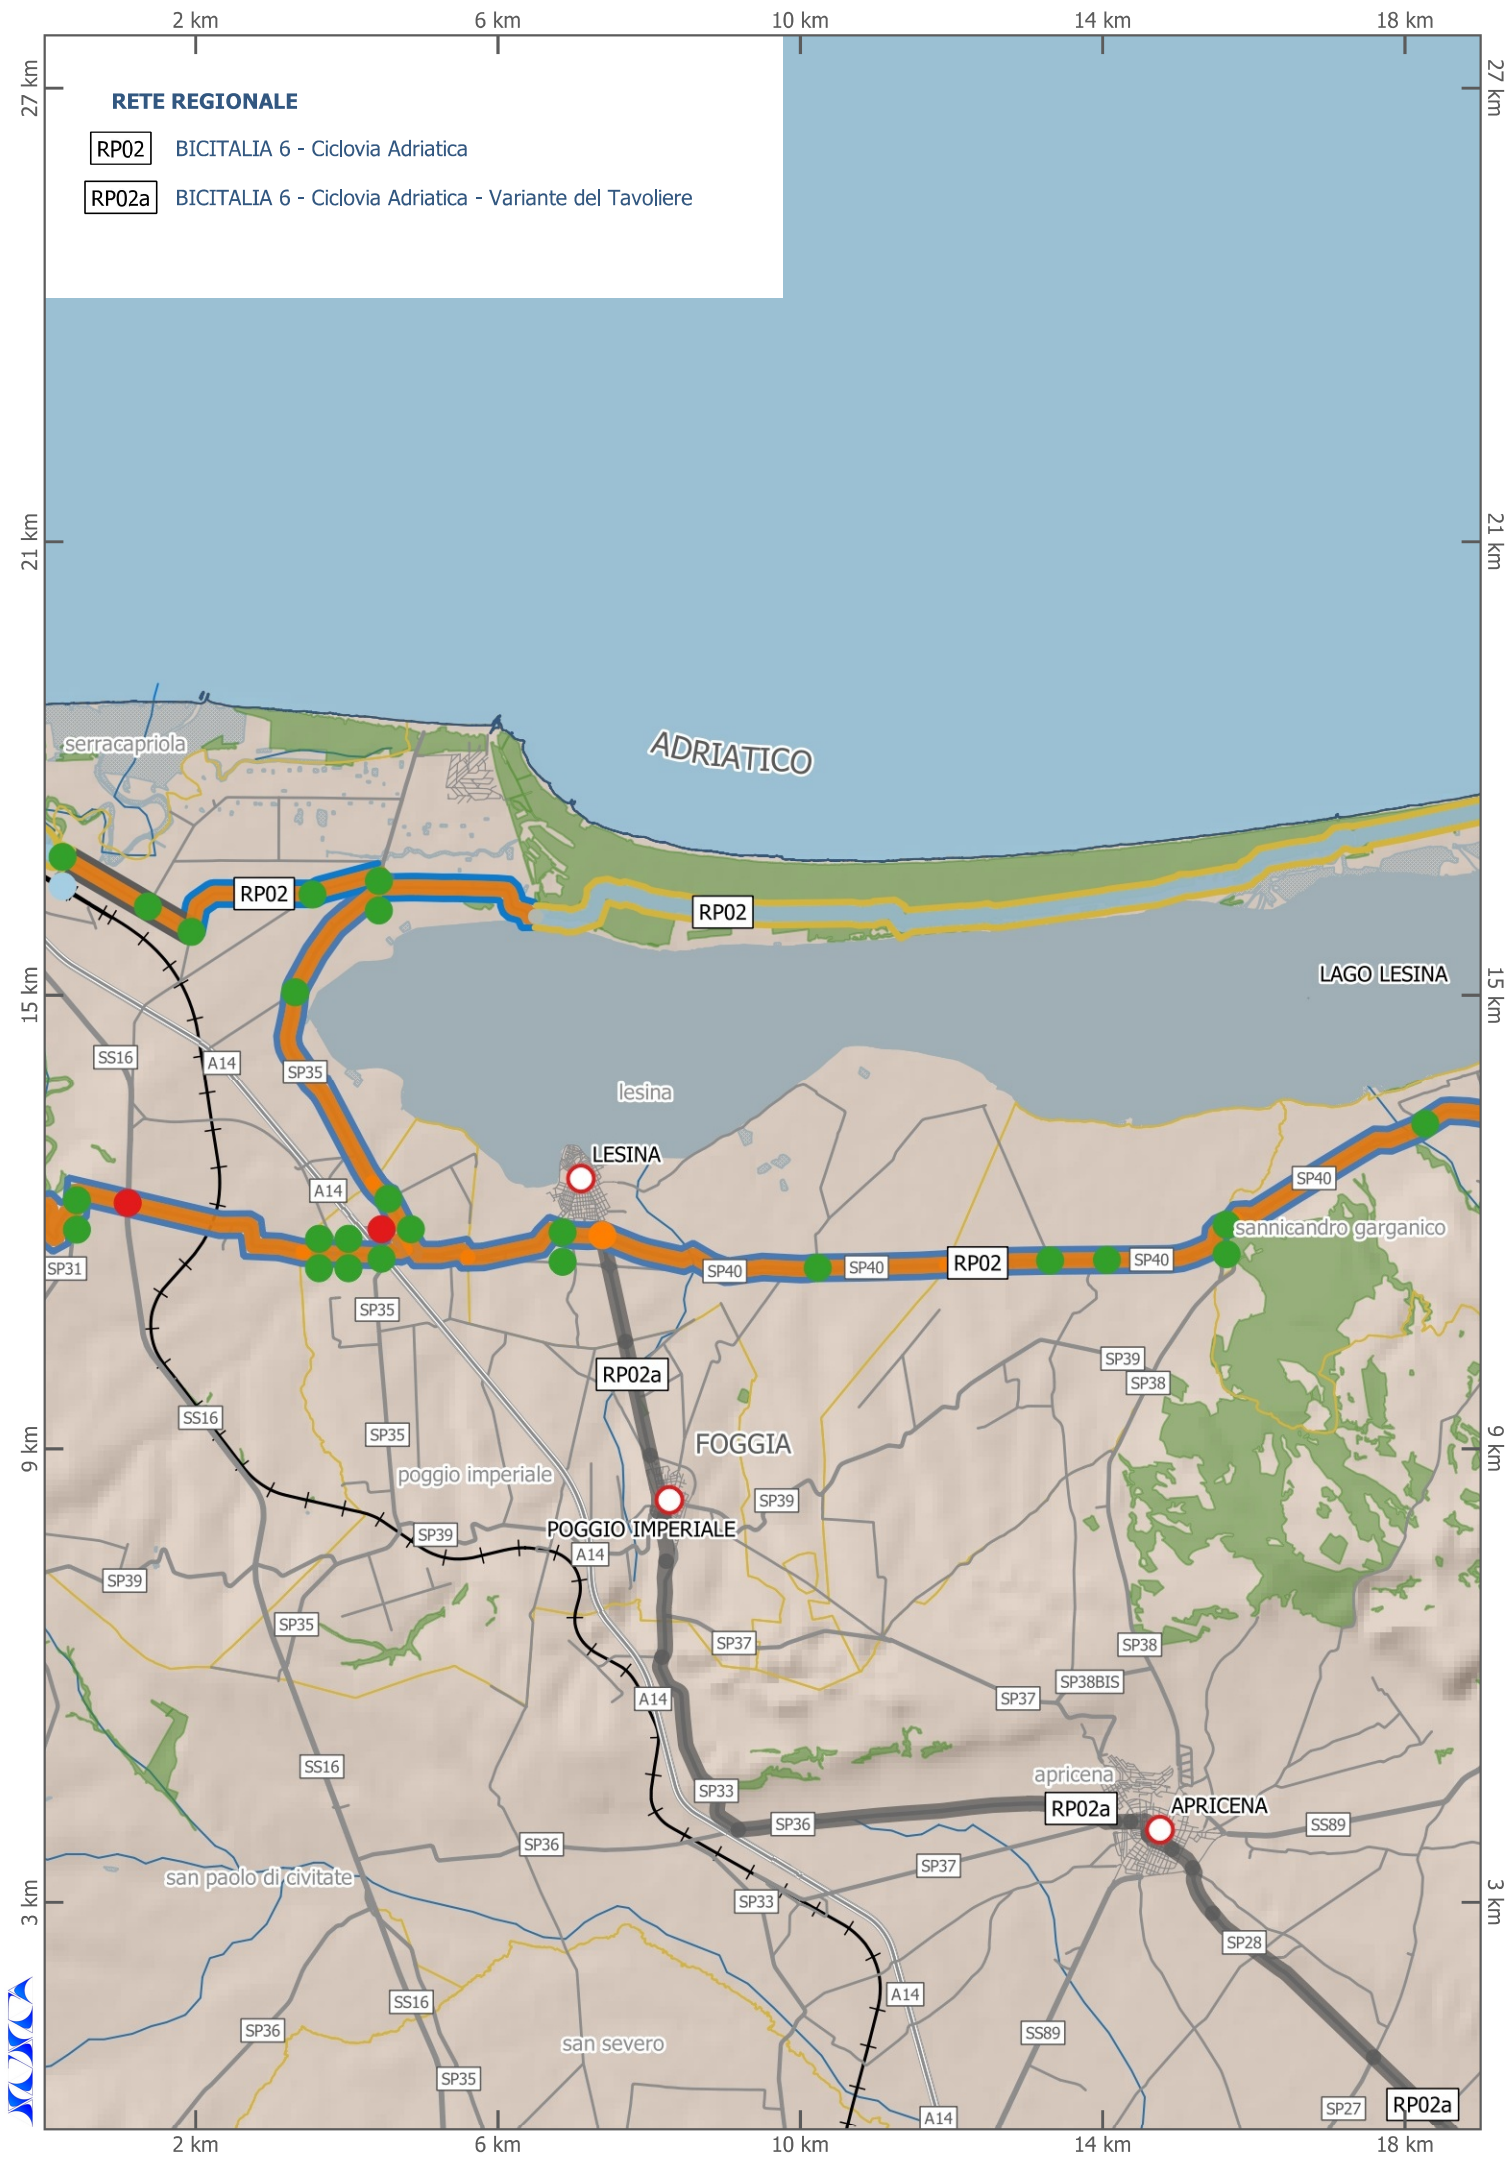 2 km
6 km
10 km
14 km
18 km
27 km
27 km
RETE REGIONALE
RP02 BICITALIA 6 - Ciclovia Adriatica
RP02a BICITALIA 6 - Ciclovia Adriatica - Variante del Tavoliere
21 km
21 km
serracapriola
ADRIATICO
RP02
RP02
LAGO LESINA
15 km
15 km
SS16
A14
SP35
lesina
LESINA
A14
SP40
sannicandro garganico
SP31
SP40
SP40
RP02
SP40
SP35
SP39
RP02a
SP38
SS16
SP35
FOGGIA
9 km
9 km
poggio imperiale
SP39
POGGIO IMPERIALE
SP39
A14
SP39
SP35
SP37
SP38
SP38BIS
A14
SP37
SS16
apricena
SP33
RP02a
APRICENA
SP36
SS89
SP36
SP37
san paolo di civitate
SP33
3 km
3 km
SP28
A14
SS16
SP36
SS89
san severo
SP35
RP02a
SP27
A14
2 km
6 km
10 km
14 km
18 km